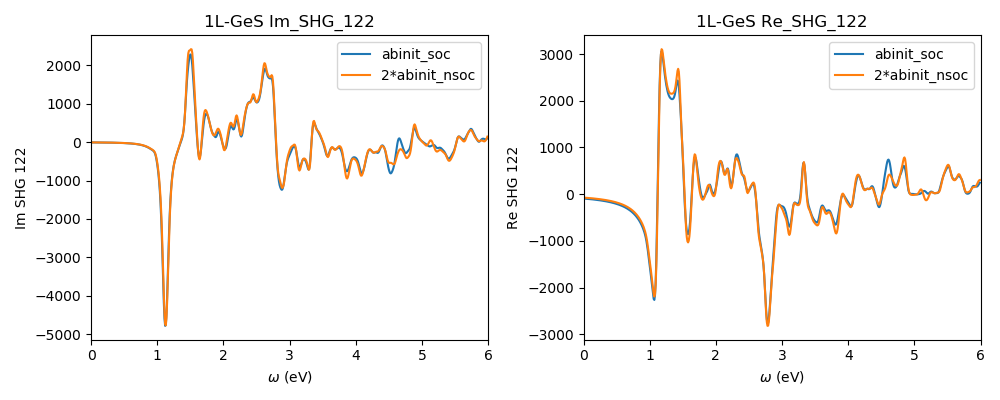 1L-GeS Im_SHG_122
abinit_soc
2*abinit_nsoc
2000
1000
0
−1000
−2000
−3000
−4000
−5000
Im SHG 122
0 1 2 3 4 5 6
ω (eV)
1L-GeS Re_SHG_122
abinit_soc
2*abinit_nsoc
3000
2000
1000
0
−1000
−2000
−3000
Re SHG 122
0 1 2 3 4 5 6
ω (eV)